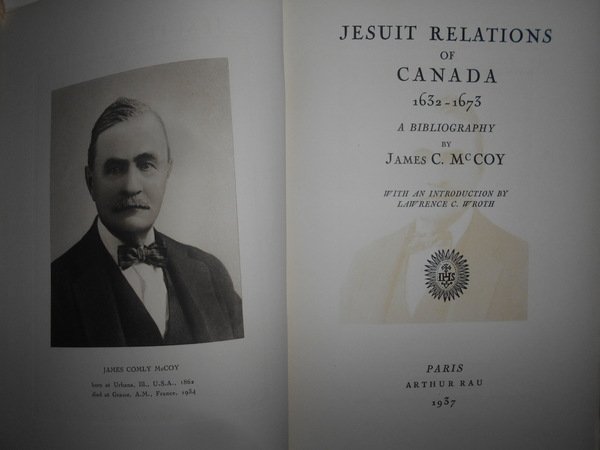 JAMES COMLY McCOY
born at Urbana, Ill., U.S.A., 1862
died at Grasse, A.M., France, 1934
JESUIT RELATIONS
OF
CANADA
1632-1673
A BIBLIOGRAPHY
BY
JAMES C. McCOY
WITH AN INTRODUCTION BY
LAWRENCE C. WROTH
IHS
PARIS
ARTHUR RAU
1937